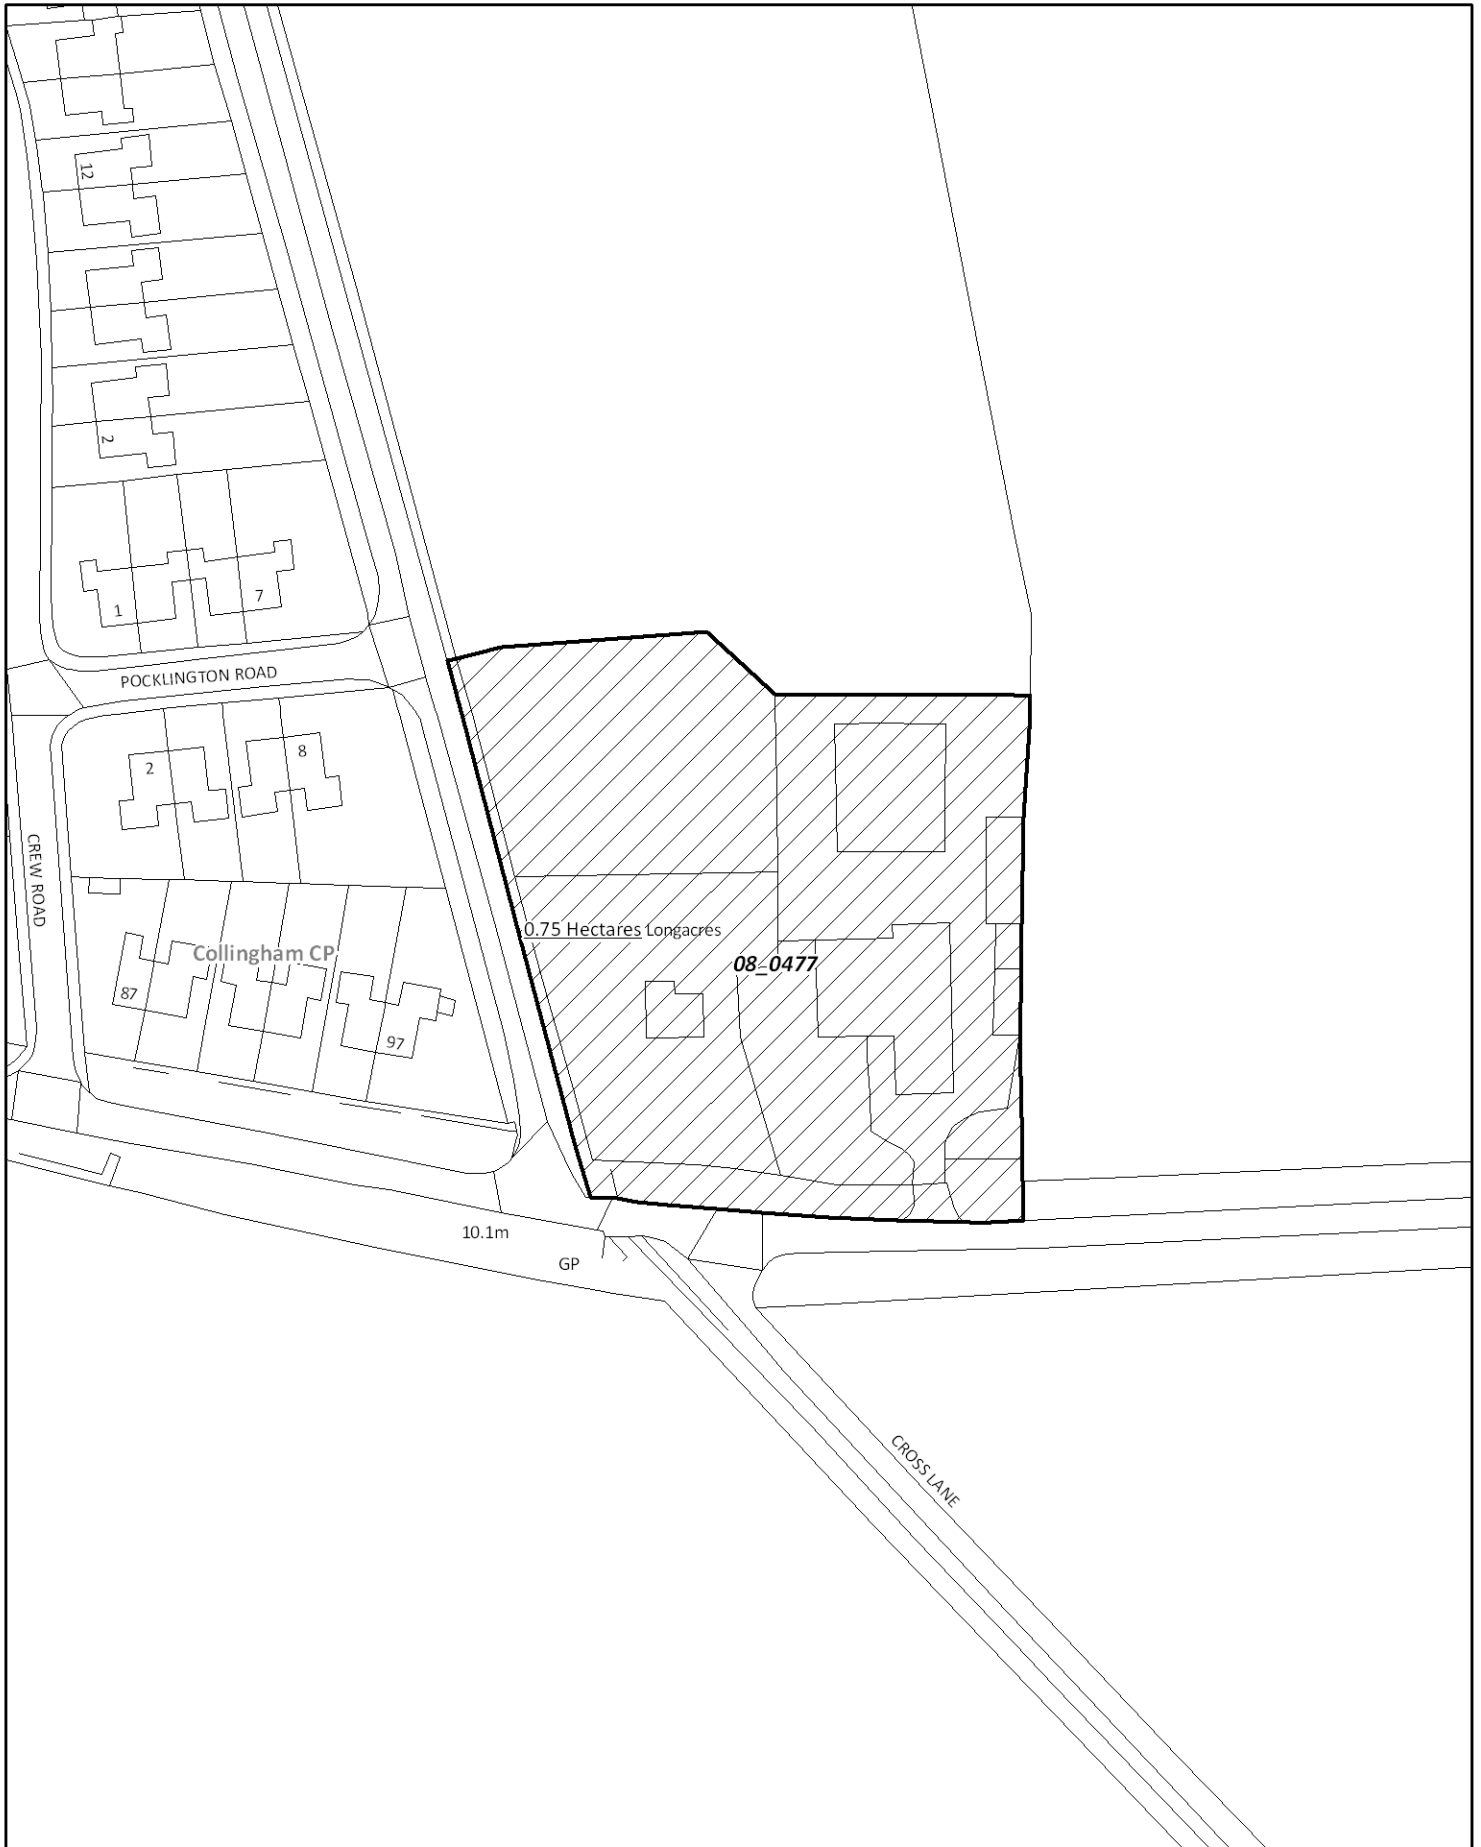 12
2
1
7
POCKLINGTON ROAD
2
8
CREW ROAD
0.75 Hectares Longacres
Collingham CP
08_0477
87
97
10.1m
GP
CROSS LANE